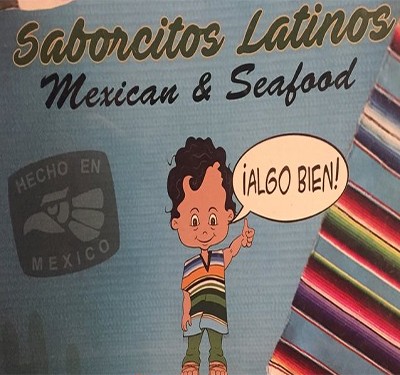 Saborcitos Latinos
Mexican & Seafood
¡ALGO BIEN!
HECHO EN
MEXICO